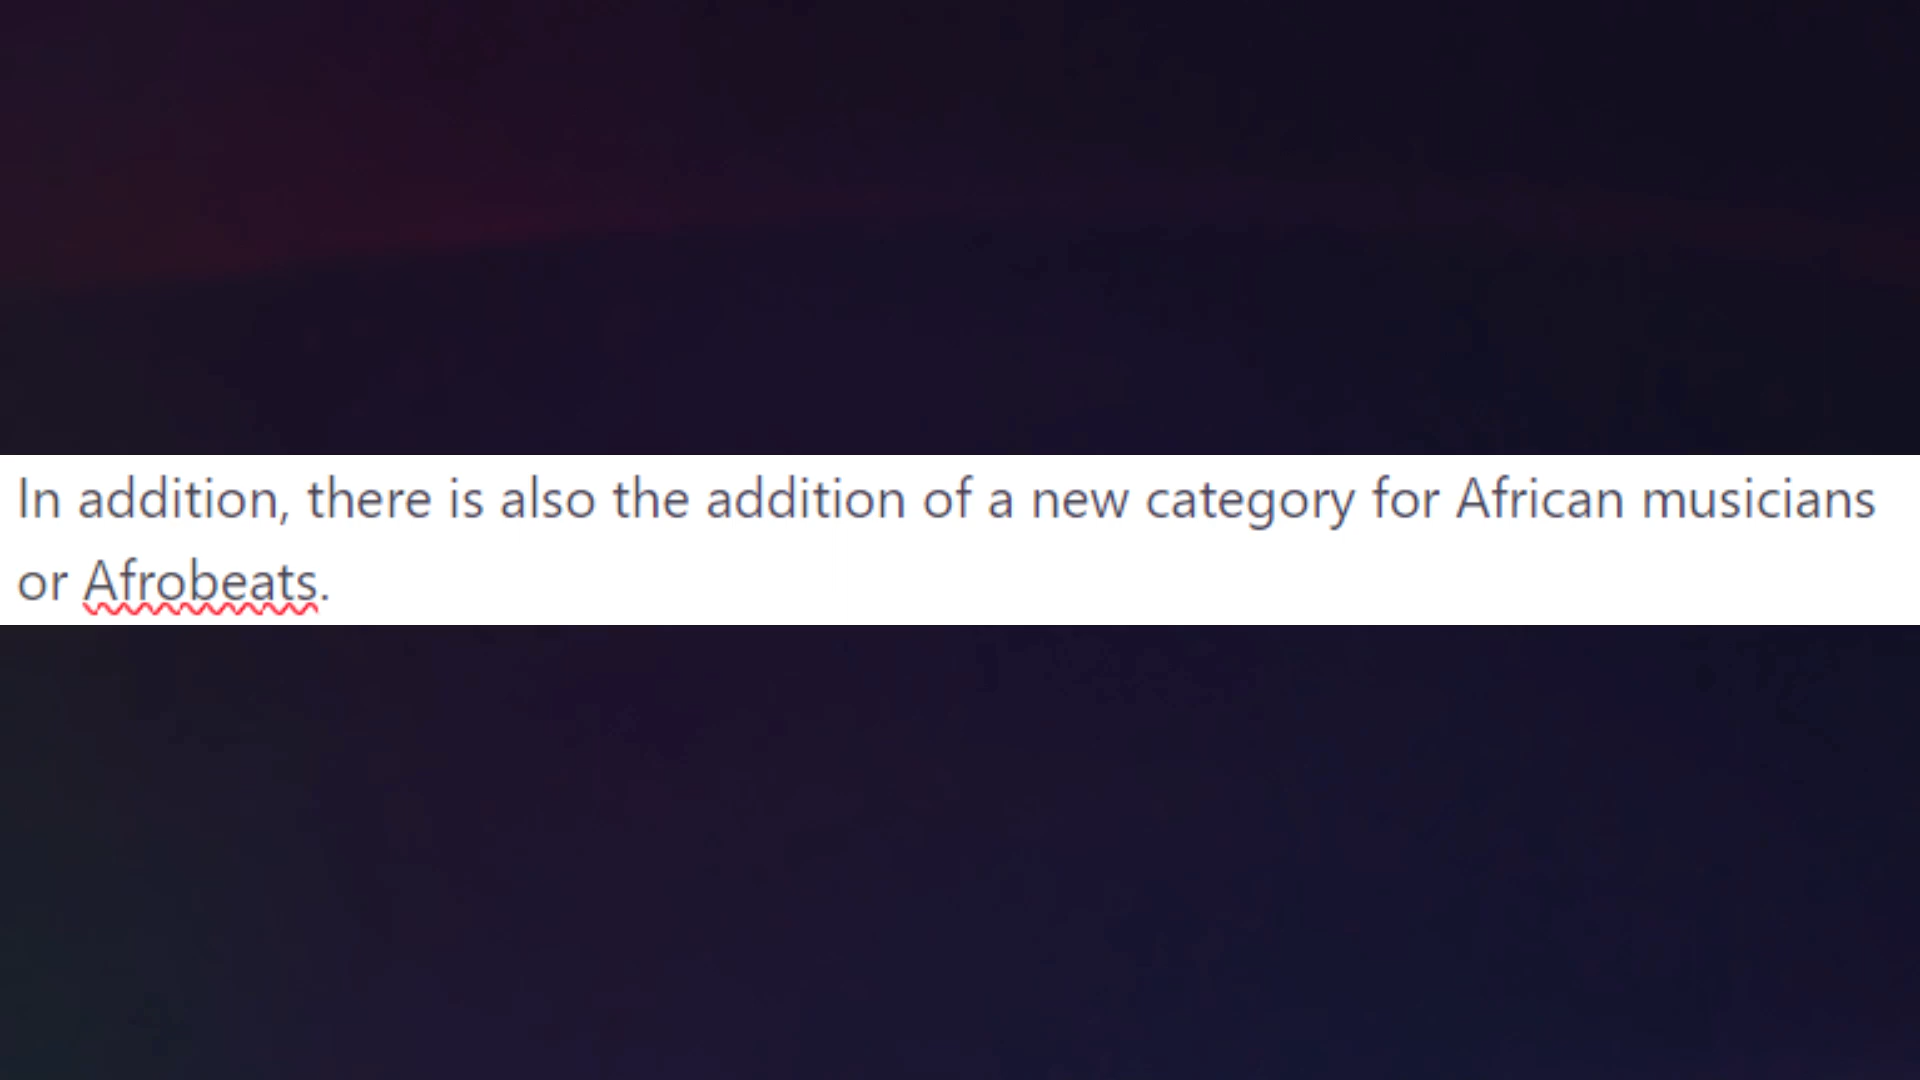 In addition, there is also the addition of a new category for African musicians
or Afrobeats.